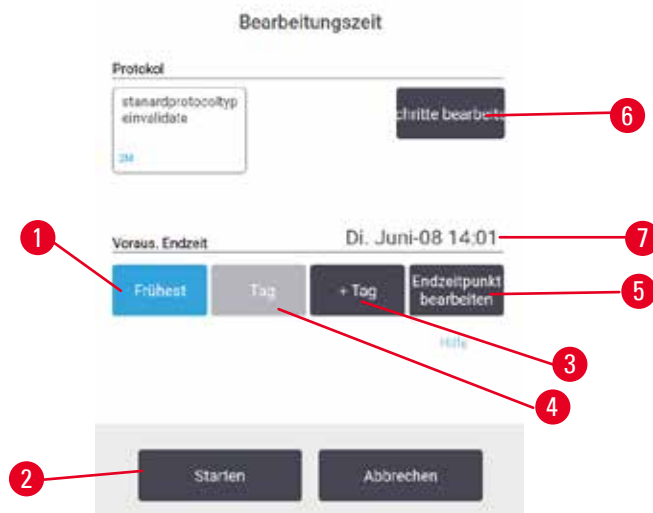 Bearbeitungszeit
Protokol
stanardprotocoltyp
einvalidate
2M
chritte bearbeite
6
1
Voraus. Endzeit
Di. Juni-08 14:01
7
Frühest
Tag
+ Tag
Endzeitpunkt
bearbeiten
5
Hilfe
3
4
2
Starten
Abbrechen